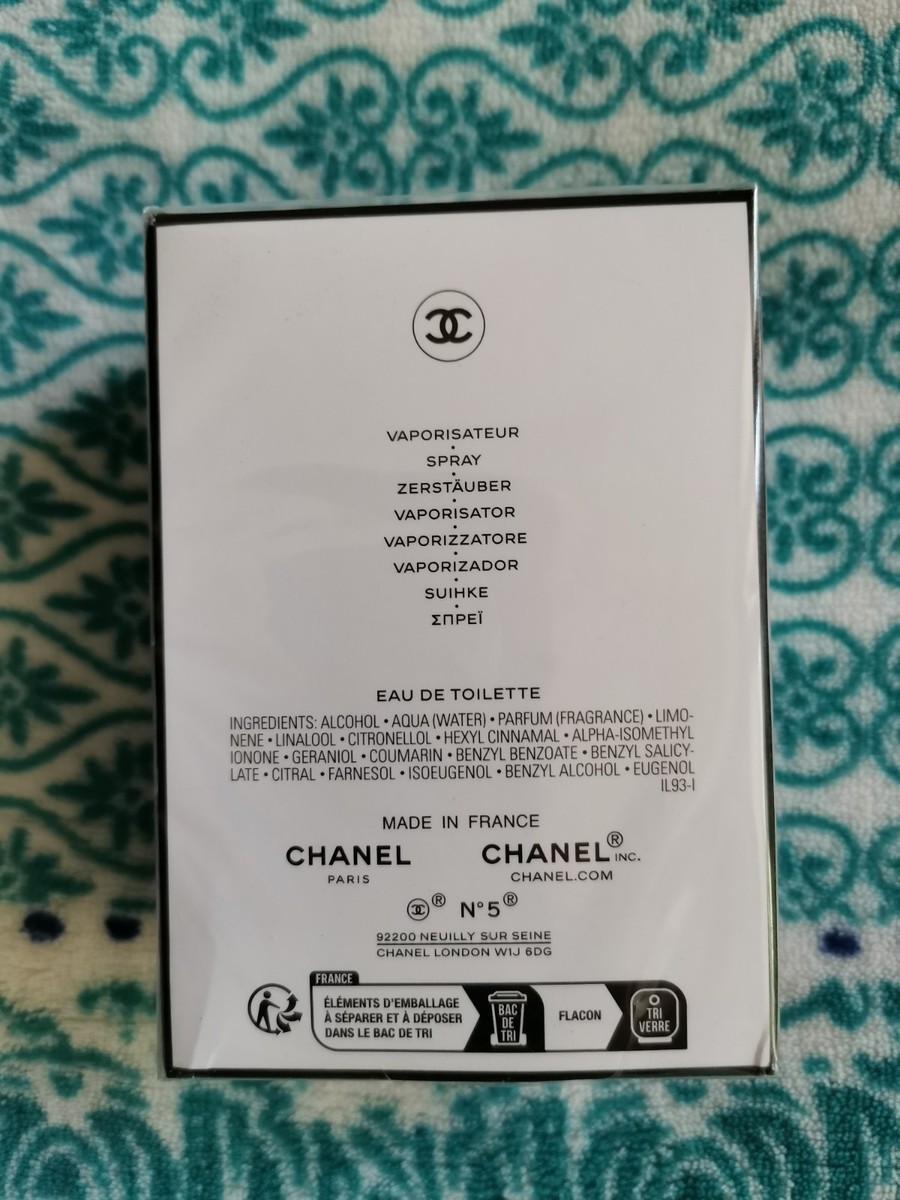 VAPORISATEUR
SPRAY
ZERSTÄUBER
VAPORISATOR
VAPORIZZATORE
VAPORIZADOR
SUIHKE
ΣΠΡΕΪ
EAU DE TOILETTE
INGREDIENTS: ALCOHOL • AQUA (WATER) • PARFUM (FRAGRANCE) • LIMO-
NENE • LINALOOL • CITRONELLOL • HEXYL CINNAMAL • ALPHA-ISOMETHYL
IONONE • GERANIOL • COUMARIN • BENZYL BENZOATE • BENZYL SALICY-
LATE • CITRAL • FARNESOL • ISOEUGENOL • BENZYL ALCOHOL • EUGENOL
IL93-I
MADE IN FRANCE
CHANEL CHANEL® INC.
PARIS CHANEL.COM
® N°5®
92200 NEUILLY SUR SEINE
CHANEL LONDON W1J 6DG
FRANCE
ÉLÉMENTS D'EMBALLAGE
À SÉPARER ET À DÉPOSER
DANS LE BAC DE TRI
BAC
DE
TRI
FLACON
TRI
VERRE